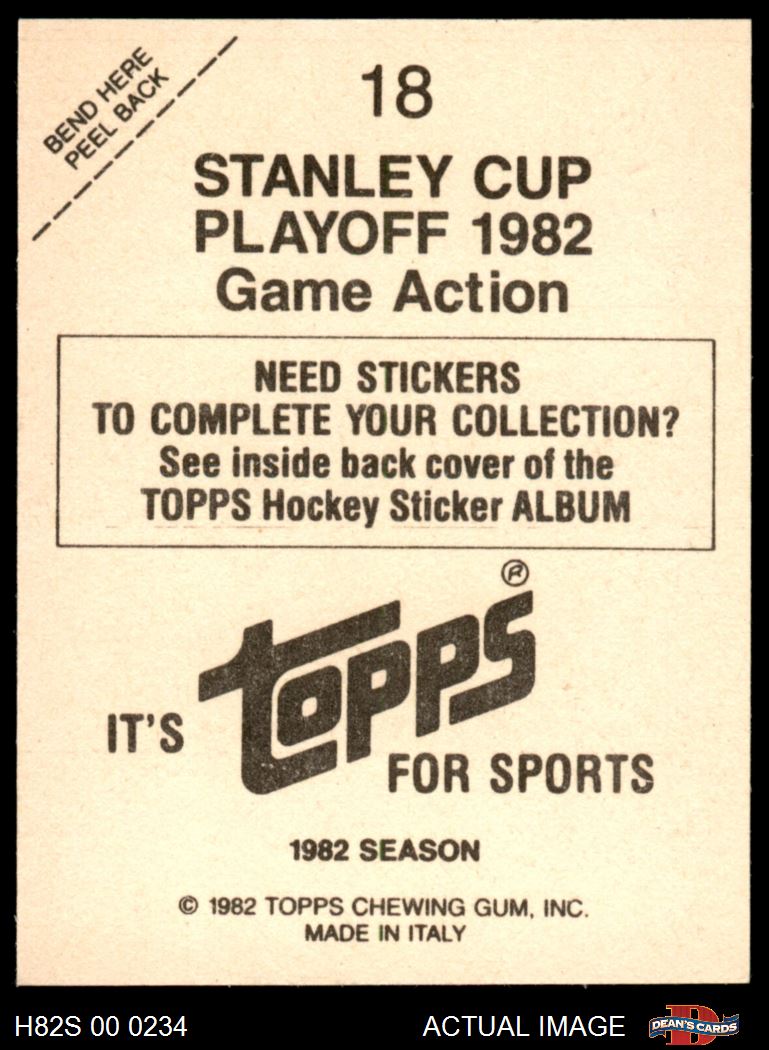 BEND HERE
PEEL BACK
18
STANLEY CUP
PLAYOFF 1982
Game Action
NEED STICKERS
TO COMPLETE YOUR COLLECTION?
See inside back cover of the
TOPPS Hockey Sticker ALBUM
IT'S
topps®
FOR SPORTS
1982 SEASON
© 1982 TOPPS CHEWING GUM, INC.
MADE IN ITALY
H82S 00 0234
ACTUAL IMAGE
D
DEAN'S CARDS